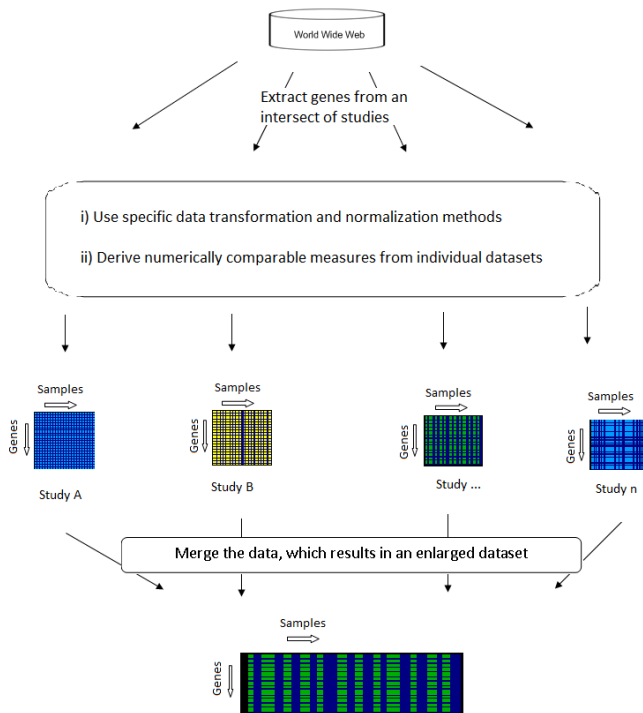 World Wide Web
Extract genes from an
intersect of studies
i) Use specific data transformation and normalization methods
ii) Derive numerically comparable measures from individual datasets
Samples
Genes
Study A
Samples
Genes
Study B
Samples
Genes
Study ...
Samples
Genes
Study n
Merge the data, which results in an enlarged dataset
Samples
Genes